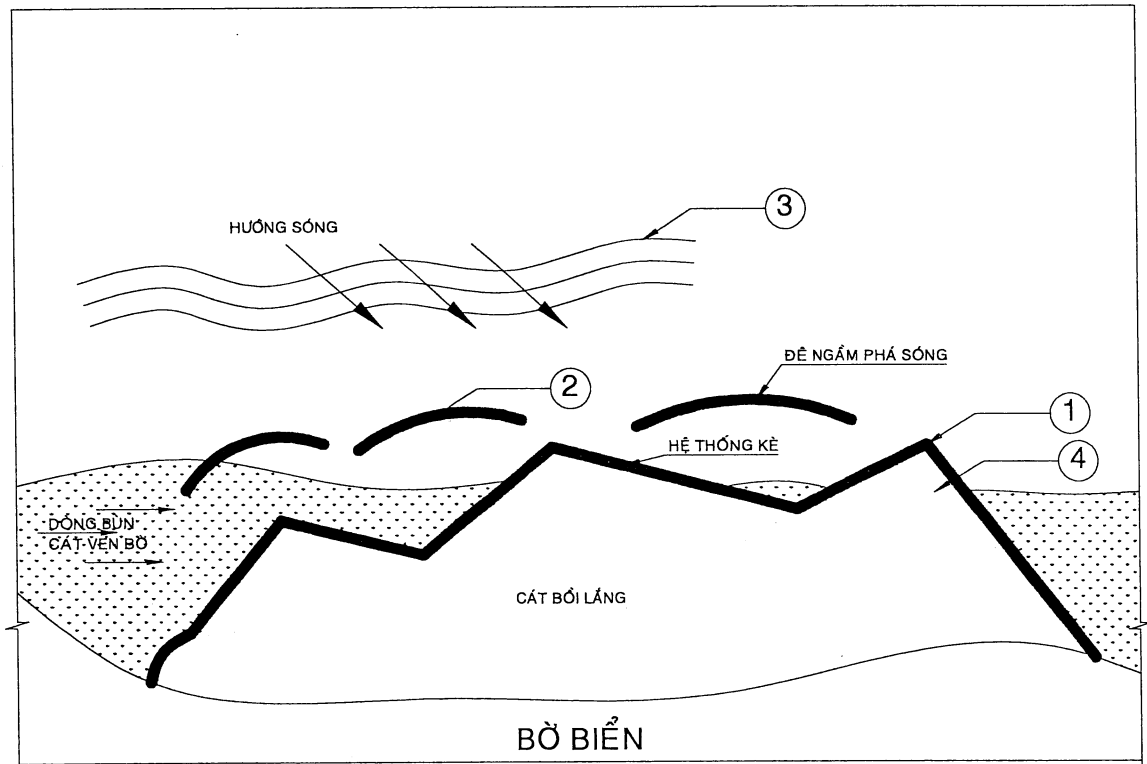 3
HƯỚNG SÓNG
ĐÊ NGẦM PHÁ SÓNG
2
1
HỆ THỐNG KÈ
4
DÒNG BÙN
CÁT VEN BỜ
CÁT BỒI LẮNG
BỜ BIỂN